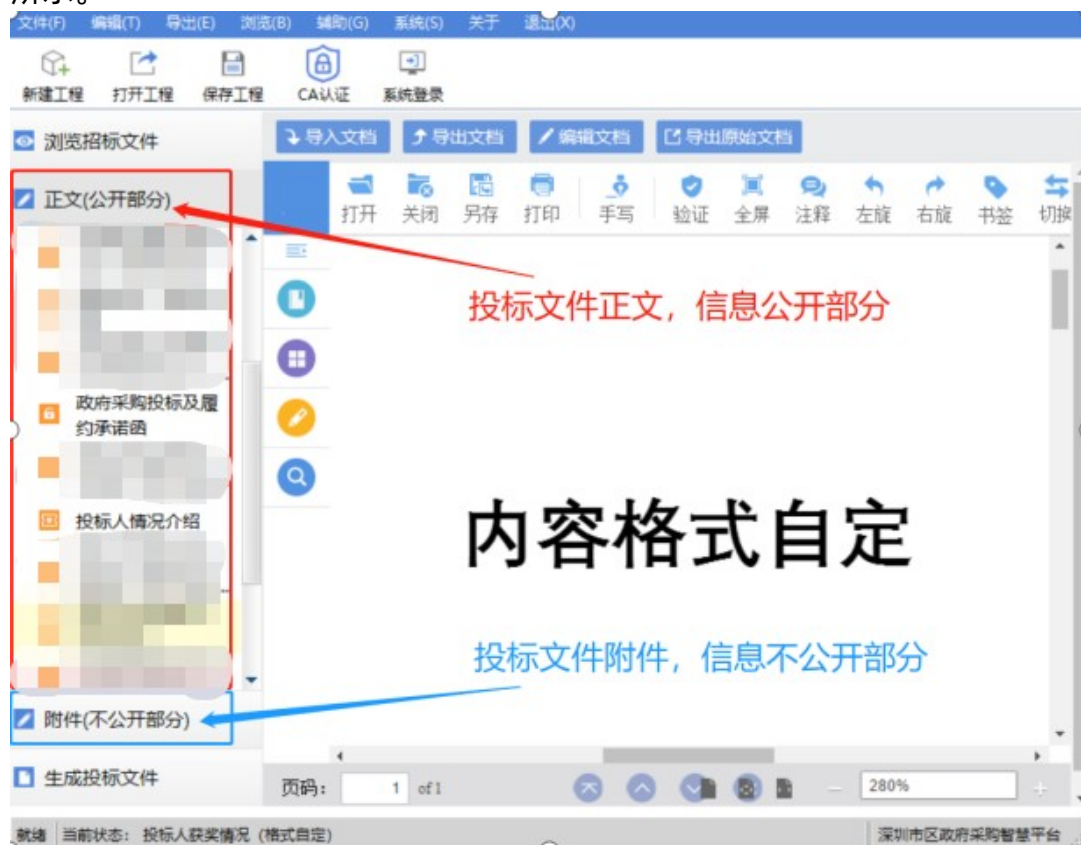 所示。
文件(F) 编辑(T) 导出(E) 浏览(B) 辅助(G) 系统(S) 关于 退出(X)
新建工程 打开工程 保存工程 CA认证 系统登录
浏览招标文件
导入文档 导出文档 编辑文档 导出原始文档
正文(公开部分)
打开 关闭 另存 打印 手写 验证 全屏 注释 左旋 右旋 书签 切换
投标文件正文，信息公开部分
政府采购投标及履
约承诺函
投标人情况介绍
内容格式自定
投标文件附件，信息不公开部分
附件(不公开部分)
生成投标文件
页码: 1 of1 280%
就绪 当前状态: 投标人获奖情况 (格式自定) 深圳市区政府采购智慧平台